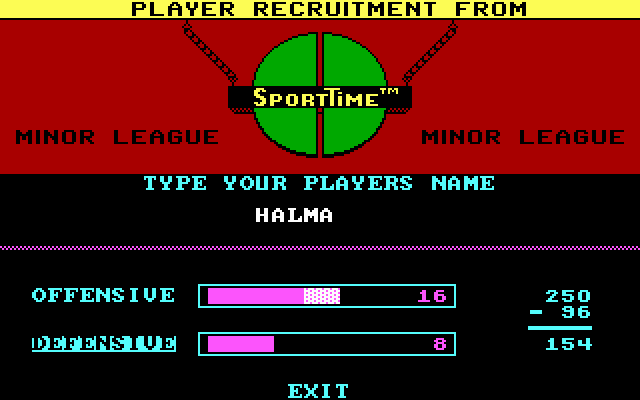 PLAYER RECRUITMENT FROM
SPORTTIME™
MINOR LEAGUE MINOR LEAGUE
TYPE YOUR PLAYERS NAME
HALMA
OFFENSIVE 16 250
- 96
DEFENSIVE 8 154
EXIT